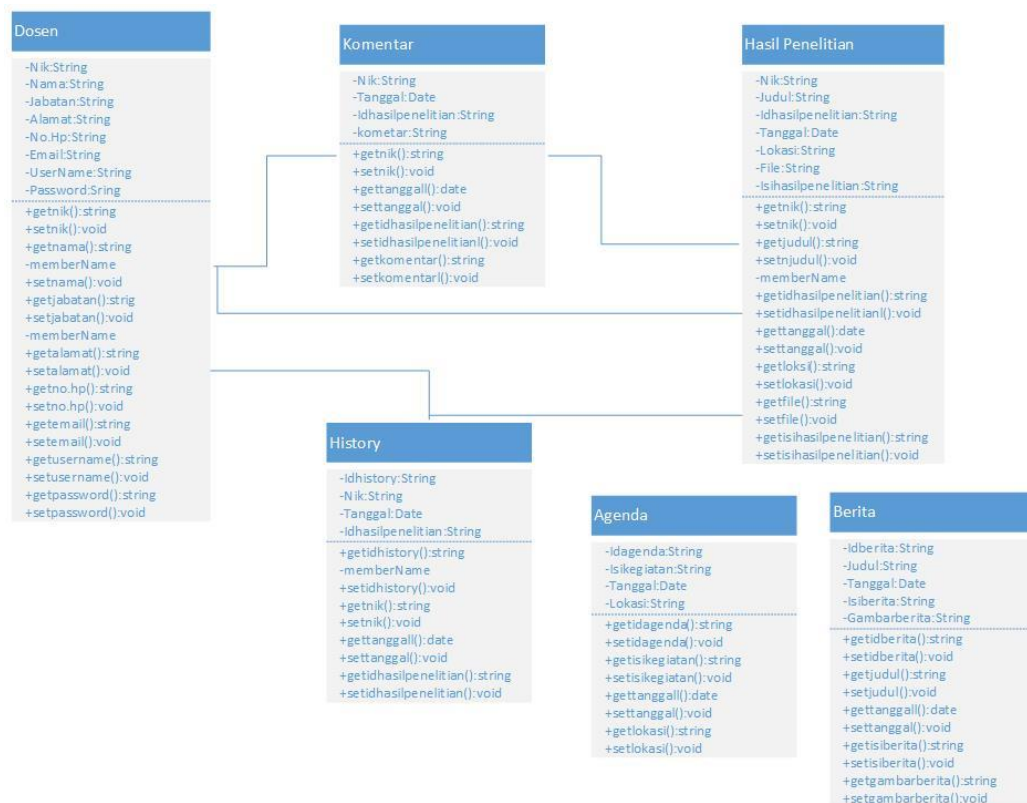 Dosen
-Nik:String
-Nama:String
-Jabatan:String
-Alamat:String
-No.Hp:String
-Email:String
-UserName:String
-Password:Sring
+getnik():string
+setnik():void
+getnama():string
-memberName
+setnama():void
+getjabatan():strig
+setjabatan():void
-memberName
+getalamat():string
+setalamat():void
+getno.hp():string
+setno.hp():void
+getemail():string
+setemail():void
+getusername():string
+setusername():void
+getpassword():string
+setpassword():void
Komentar
-Nik:String
-Tanggal:Date
-Idhasilpenelitian:String
-kometar:String
+getnik():string
+setnik():void
+gettanggall():date
+settanggal():void
+getidhasilpenelitian():string
+setidhasilpenelitianl():void
+getkomentar():string
+setkomentarl():void
Hasil Penelitian
-Nik:String
-Judul:String
-Idhasilpenelitian:String
-Tanggal:Date
-Lokasi:String
-File:String
-Isihasilpenelitian:String
+getnik():string
+setnik():void
+getjudul():string
+setnjudul():void
-memberName
+getidhasilpenelitian():string
+setidhasilpenelitianl():void
+gettanggal():date
+settanggal():void
+getloksi():string
+setlokasi():void
+getfile():string
+setfile():void
+getisihasilpenelitian():string
+setisihasilpenelitian():void
History
-Idhistory:String
-Nik:String
-Tanggal:Date
-Idhasilpenelitian:String
+getidhistory():string
-memberName
+setidhistory():void
+getnik():string
+setnik():void
+gettanggall():date
+settanggal():void
+getidhasilpenelitian():string
+setidhasilpenelitian():void
Agenda
-Idagenda:String
-Isikegiatan:String
-Tanggal:Date
-Lokasi:String
+getidagenda():string
+setidagenda():void
+getisikegiatan():string
+setisikegiatan():void
+gettanggall():date
+settanggal():void
+getlokasi():string
+setlokasi():void
Berita
-Idberita:String
-Judul:String
-Tanggal:Date
-Isiberita:String
-Gambarberita:String
+getidberita():string
+setidberita():void
+getjudul():string
+setjudul():void
+gettanggall():date
+settanggal():void
+getisiberita():string
+setisiberita():void
+getgambarberita():string
+setgambarberita():void